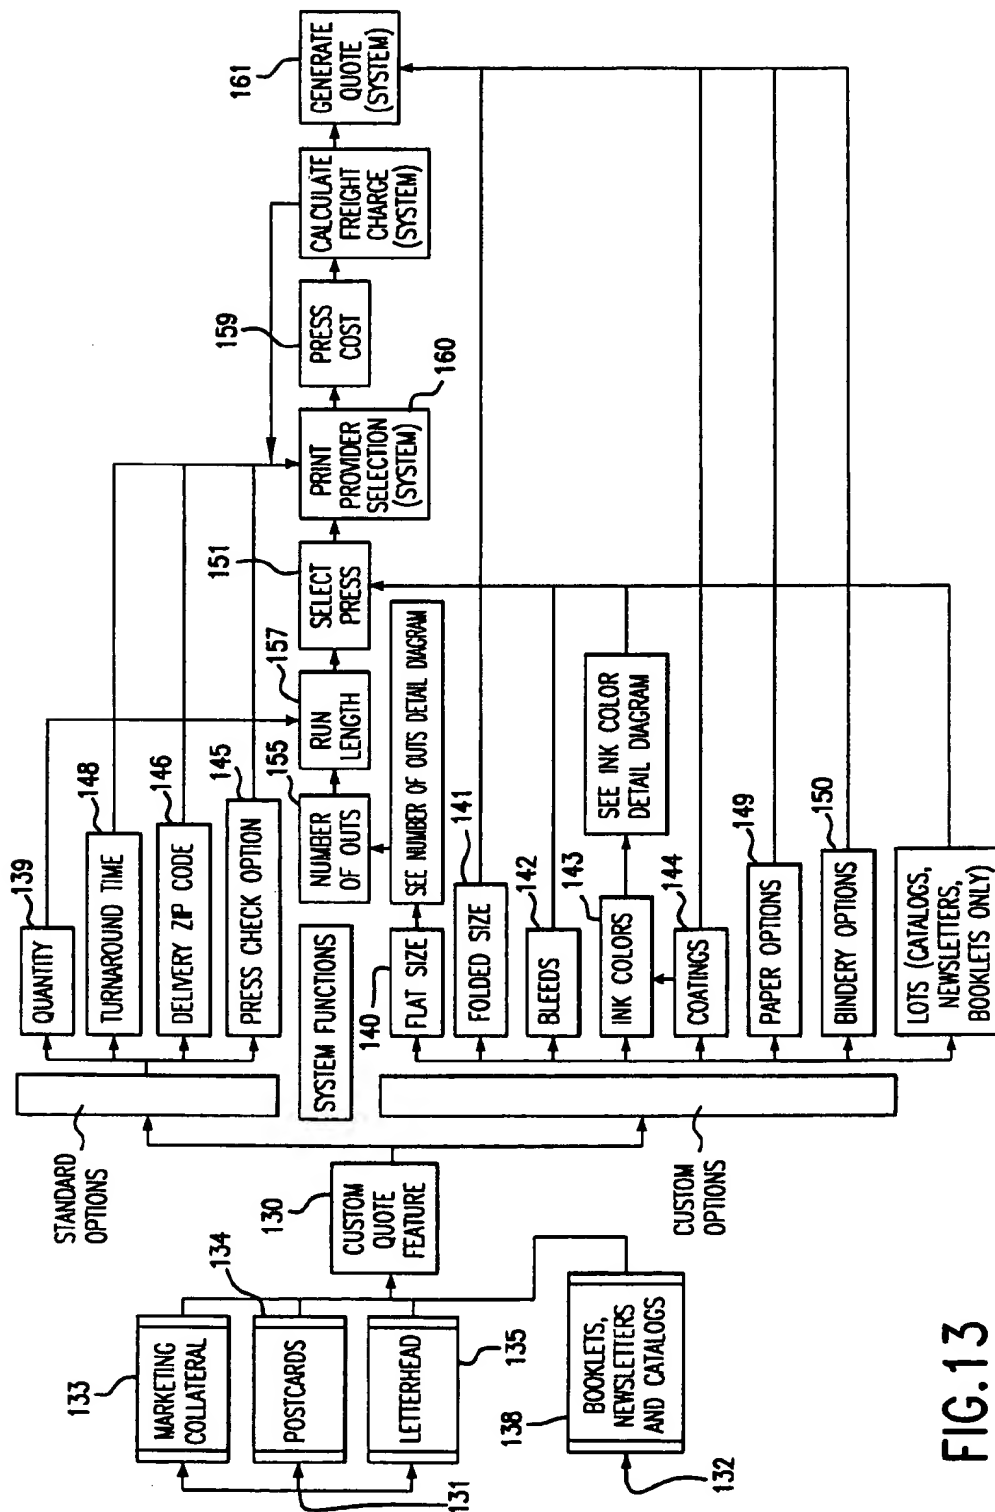 133
MARKETING
COLLATERAL
134
POSTCARDS
131
LETTERHEAD
135
BOOKLETS,
NEWSLETTERS
AND CATALOGS
138
132
130
CUSTOM
QUOTE
FEATURE
STANDARD
OPTIONS
CUSTOM
OPTIONS
139
QUANTITY
148
TURNAROUND TIME
146
DELIVERY ZIP CODE
145
PRESS CHECK OPTION
SYSTEM FUNCTIONS
155
NUMBER
OF OUTS
157
RUN
LENGTH
151
SELECT
PRESS
PRINT
PROVIDER
SELECTION
(SYSTEM)
160
159
PRESS
COST
CALCULATE
FREIGHT
CHARGE
(SYSTEM)
161
GENERATE
QUOTE
(SYSTEM)
140
FLAT SIZE
SEE NUMBER OF OUTS DETAIL DIAGRAM
141
FOLDED SIZE
142
BLEEDS
143
INK COLORS
SEE INK COLOR
DETAIL DIAGRAM
144
COATINGS
149
PAPER OPTIONS
150
BINDERY OPTIONS
LOTS (CATALOGS,
NEWSLETTERS,
BOOKLETS ONLY)
FIG.13